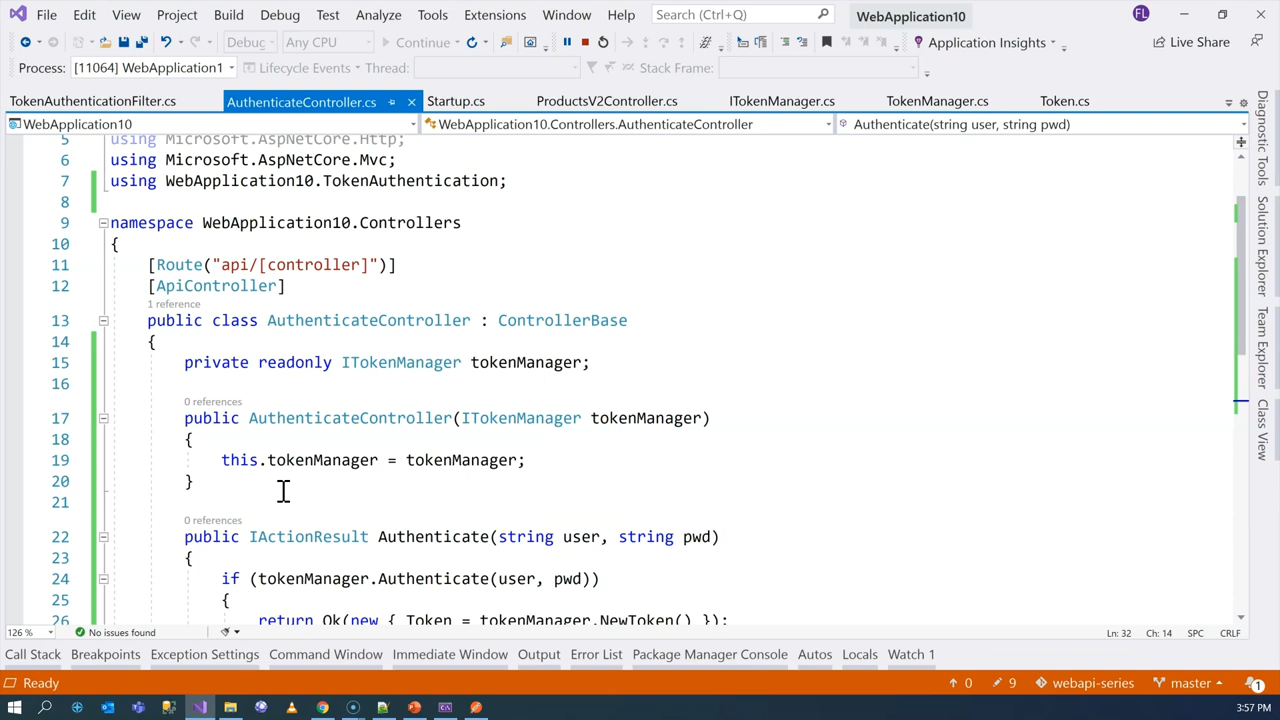 File Edit View Project Build Debug Test Analyze Tools Extensions Window Help Search (Ctrl+Q) WebApplication10 FL
Debug Any CPU Continue Application Insights Live Share
Process: [11064] WebApplication1 Lifecycle Events Thread: Stack Frame:
TokenAuthenticationFilter.cs AuthenticateController.cs Startup.cs ProductsV2Controller.cs ITokenManager.cs TokenManager.cs Token.cs
WebApplication10 WebApplication10.Controllers.AuthenticateController Authenticate(string user, string pwd)
5 using Microsoft.AspNetCore.Http;
6 using Microsoft.AspNetCore.Mvc;
7 using WebApplication10.TokenAuthentication;
8
9 namespace WebApplication10.Controllers
10 {
11 [Route("api/[controller]")]
12 [ApiController]
1 reference
13 public class AuthenticateController : ControllerBase
14 {
15 private readonly ITokenManager tokenManager;
16
0 references
17 public AuthenticateController(ITokenManager tokenManager)
18 {
19 this.tokenManager = tokenManager;
20 }
21
0 references
22 public IActionResult Authenticate(string user, string pwd)
23 {
24 if (tokenManager.Authenticate(user, pwd))
25 {
26 return Ok(new { Token = tokenManager.NewToken() });
126 % No issues found Ln: 32 Ch: 14 SPC CRLF
Call Stack Breakpoints Exception Settings Command Window Immediate Window Output Error List Package Manager Console Autos Locals Watch 1
Ready 0 9 webapi-series master 1
3:57 PM
Diagnostic Tools
Solution Explorer
Team Explorer
Class View